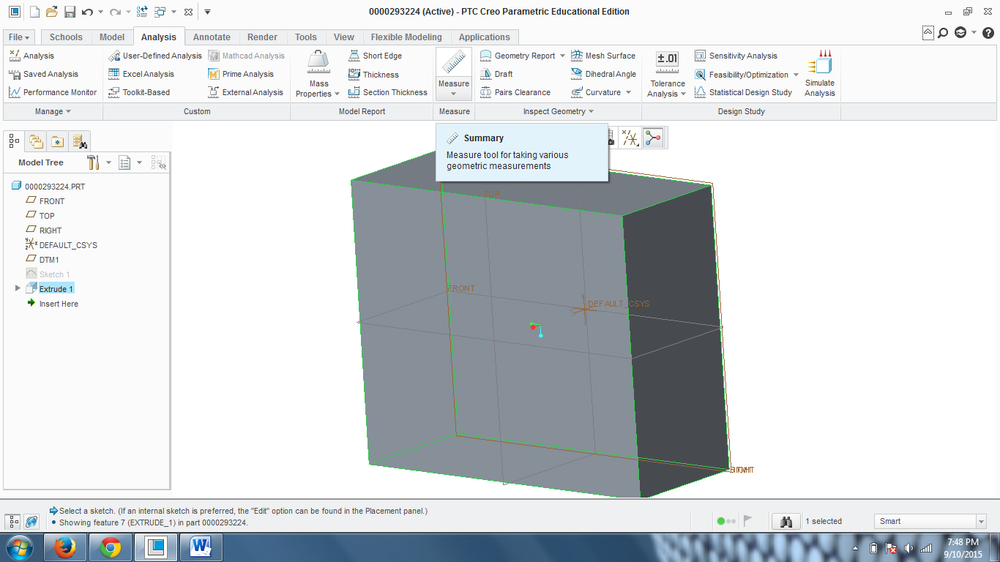 0000293224 (Active) - PTC Creo Parametric Educational Edition
File Schools Model Analysis Annotate Render Tools View Flexible Modeling Applications
Analysis
Saved Analysis
Performance Monitor
Manage
User-Defined Analysis
Excel Analysis
Toolkit-Based
Mathcad Analysis
Prime Analysis
External Analysis
Custom
Mass
Properties
Short Edge
Thickness
Section Thickness
Model Report
Measure
Measure
Geometry Report
Draft
Pairs Clearance
Mesh Surface
Dihedral Angle
Curvature
Inspect Geometry
±.01
Tolerance
Analysis
Sensitivity Analysis
Feasibility/Optimization
Statistical Design Study
Simulate
Analysis
Design Study
Summary
Measure tool for taking various
geometric measurements
Model Tree
0000293224.PRT
FRONT
TOP
RIGHT
DEFAULT_CSYS
DTM1
Sketch 1
Extrude 1
Insert Here
TOP
FRONT
DEFAULT_CSYS
Select a sketch. (If an internal sketch is preferred, the "Edit" option can be found in the Placement panel.)
• Showing feature 7 (EXTRUDE_1) in part 0000293224.
1 selected
Smart
7:48 PM
9/10/2015